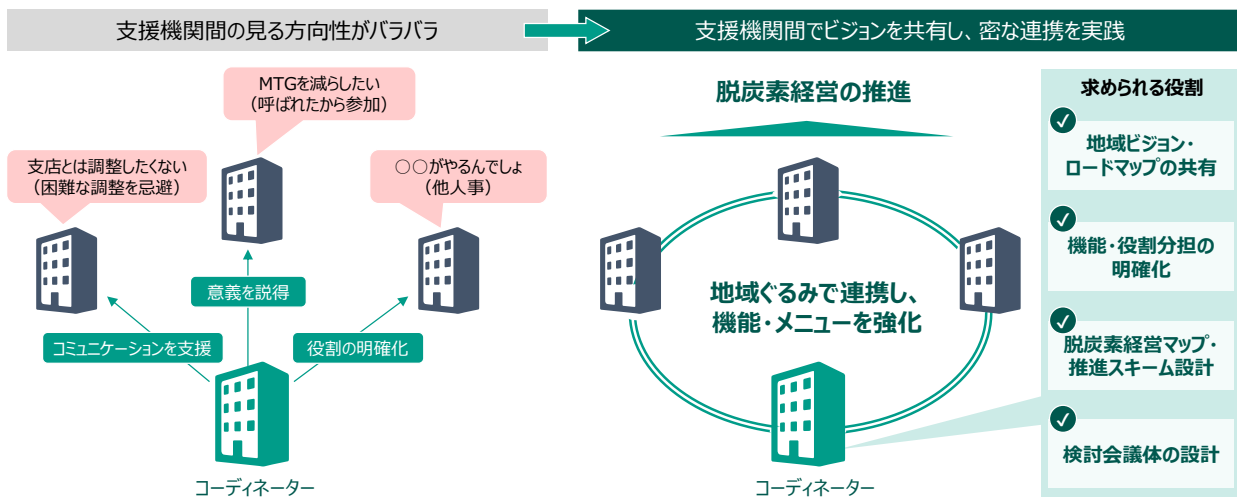 支援機関間の見る方向性がバラバラ
支援機関間でビジョンを共有し、密な連携を実践
MTGを減らしたい
（呼ばれたから参加）
支店とは調整したくない
（困難な調整を忌避）
○○がやるんでしょ
（他人事）
意義を説得
コミュニケーションを支援
役割の明確化
コーディネーター
脱炭素経営の推進
地域ぐるみで連携し、
機能・メニューを強化
コーディネーター
求められる役割
地域ビジョン・
ロードマップの共有
機能・役割分担の
明確化
脱炭素経営マップ・
推進スキーム設計
検討会議体の設計